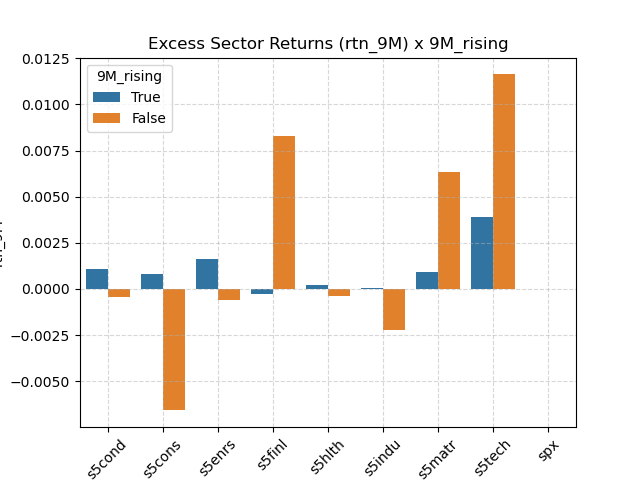 Excess Sector Returns (rtn_9M) x 9M_rising
9M_rising
True
False
0.0125
0.0100
0.0075
0.0050
0.0025
0.0000
−0.0025
−0.0050
s5cond
s5cons
s5enrs
s5finl
s5hlth
s5indu
s5matr
s5tech
spx